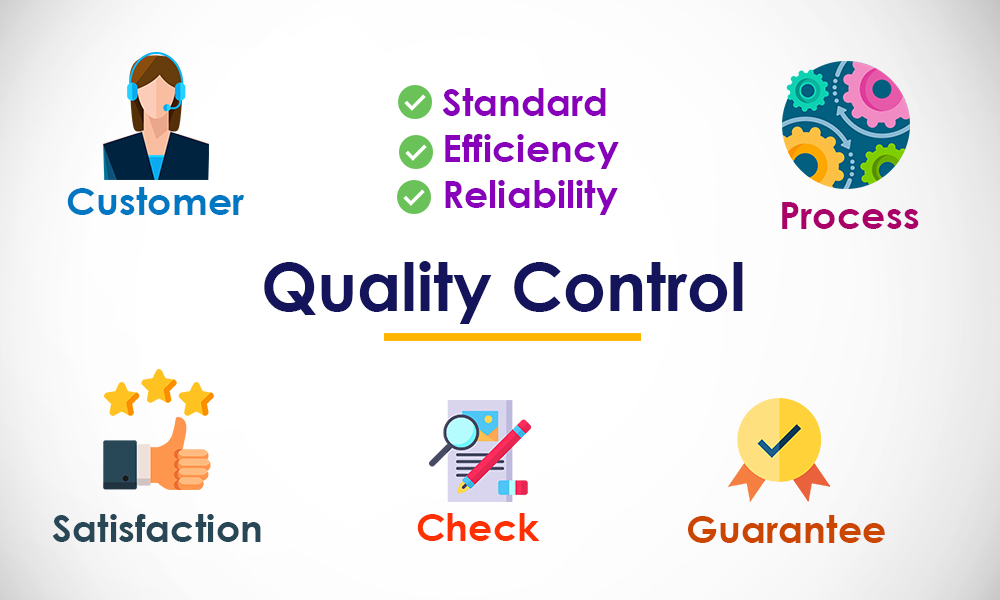 Standard
Efficiency
Reliability
Customer
Process
Quality Control
Satisfaction
Check
Guarantee